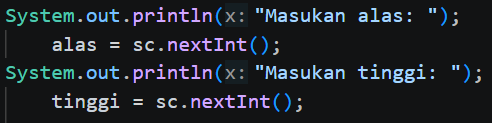 System.out.println(x: "Masukan alas: ");
    alas = sc.nextInt();
System.out.println(x: "Masukan tinggi: ");
    tinggi = sc.nextInt();